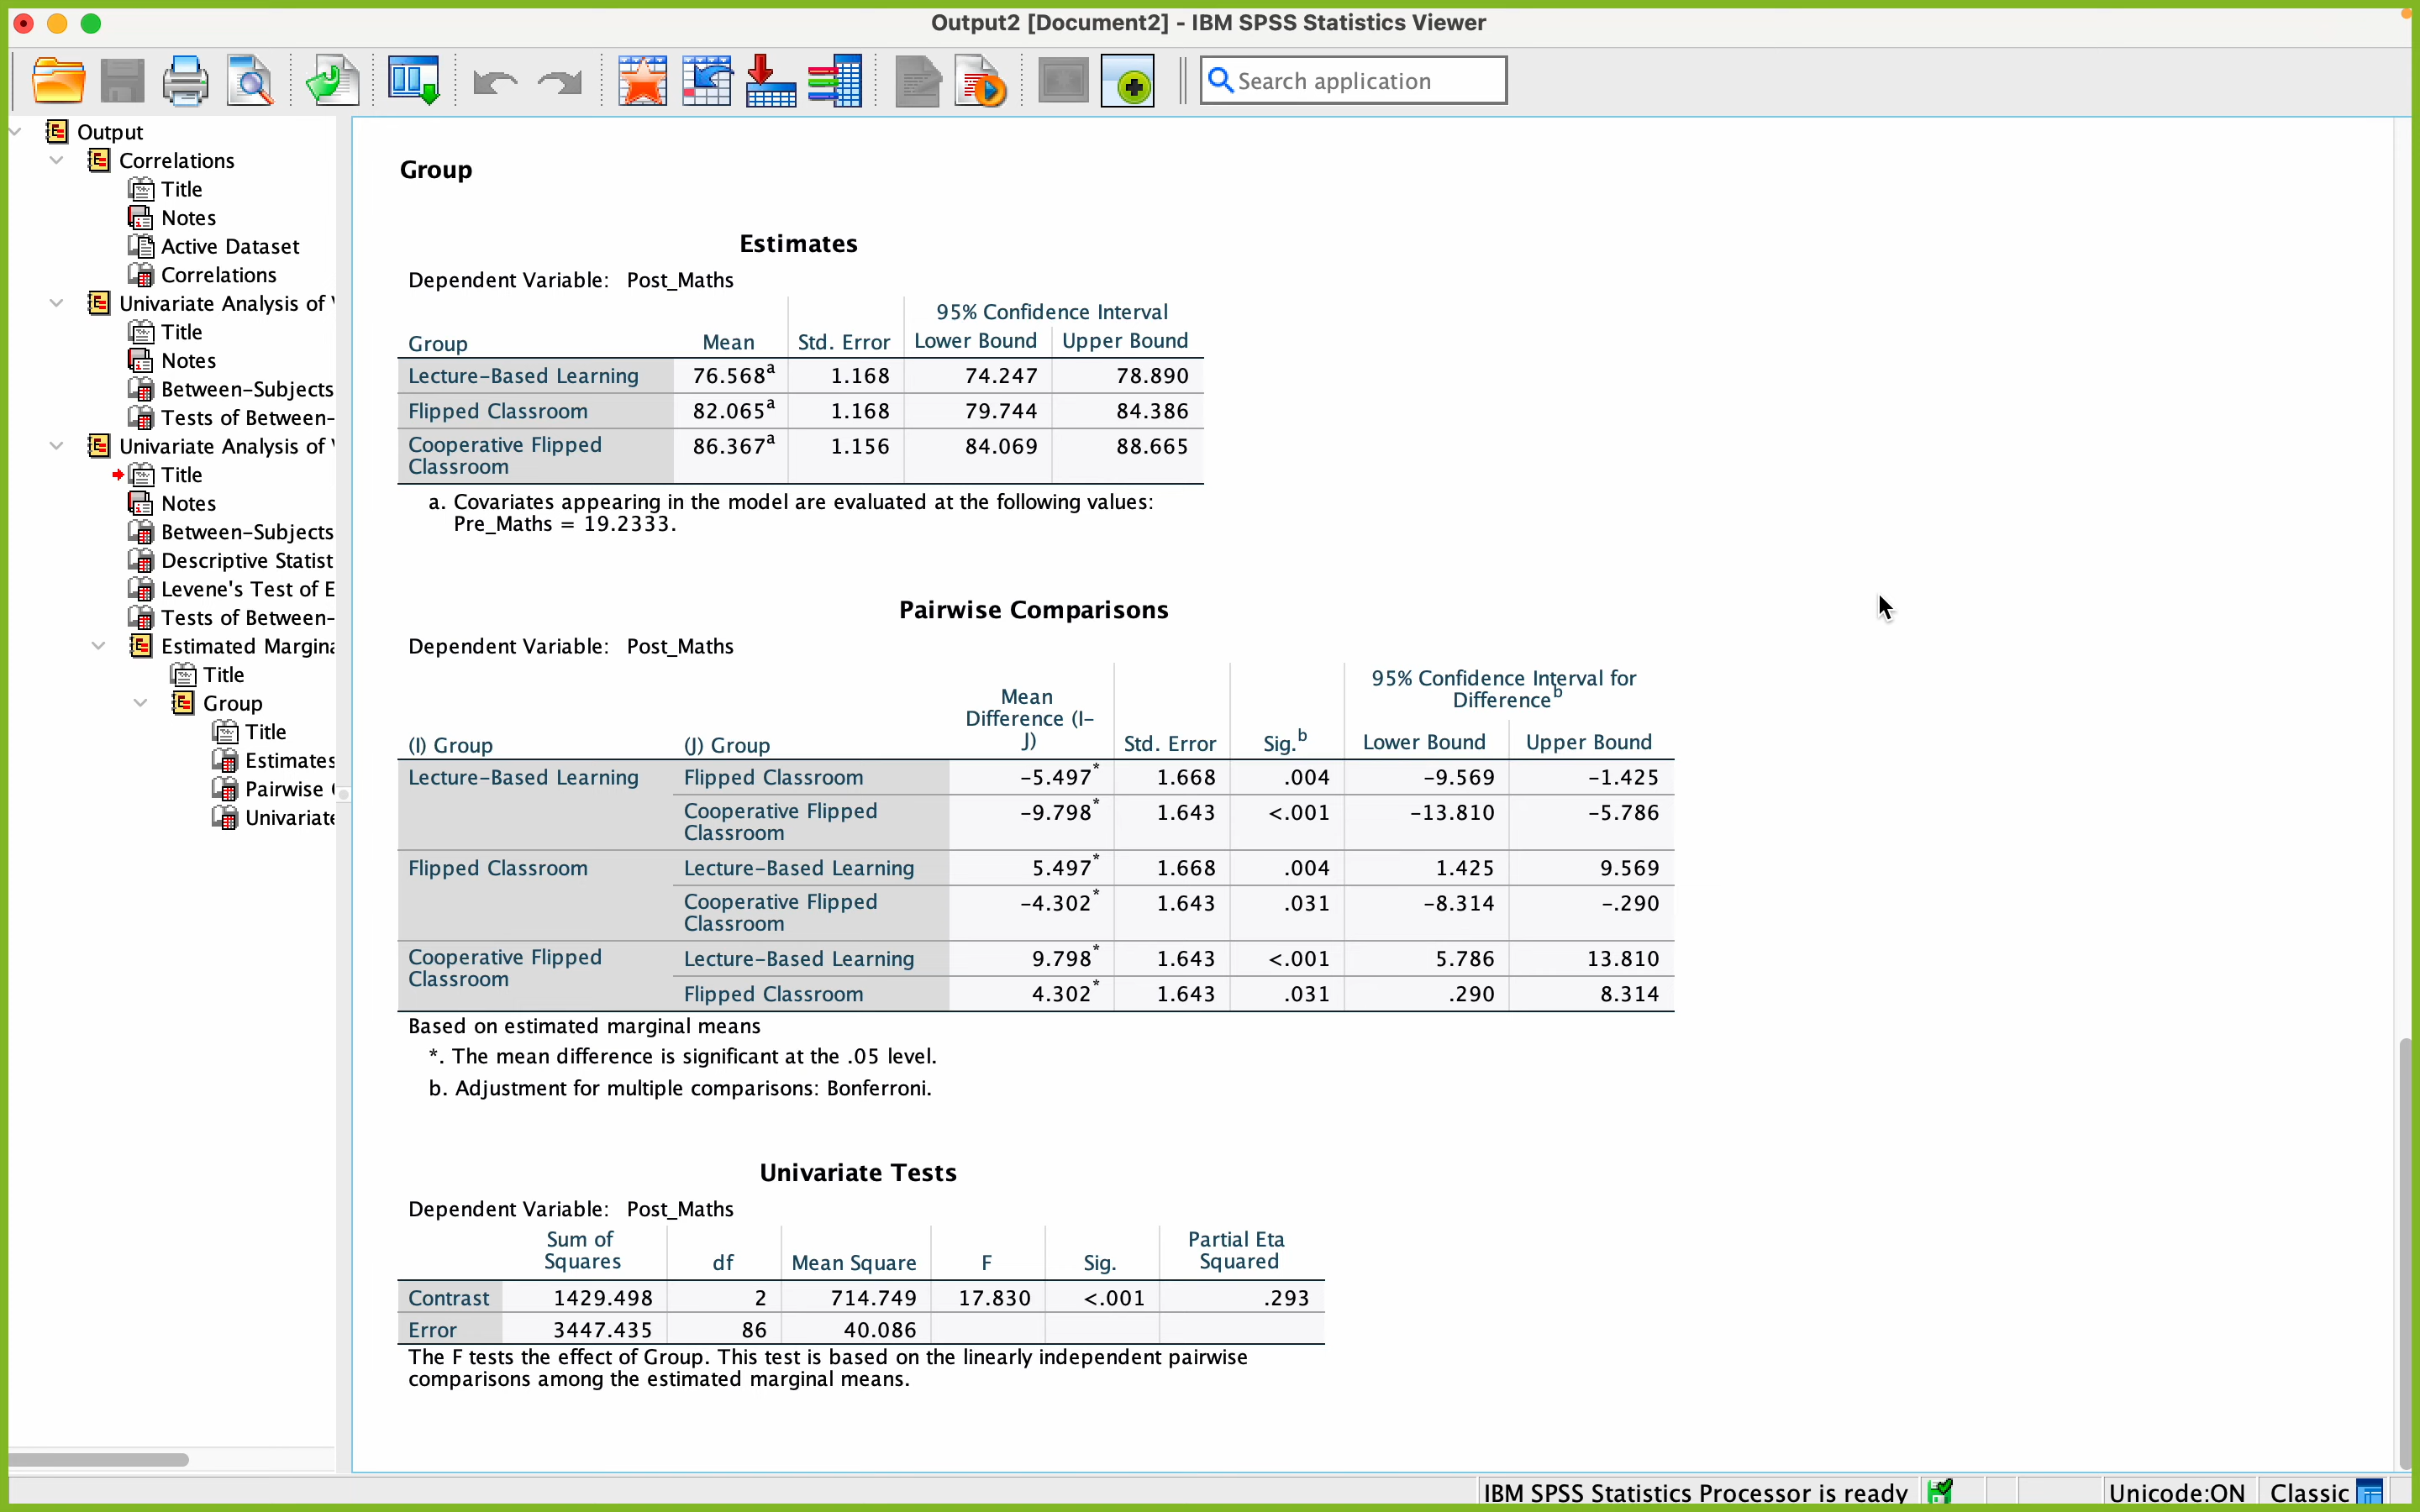 Output2 [Document2] - IBM SPSS Statistics Viewer
Search application
Output
Correlations
Title
Notes
Active Dataset
Correlations
Univariate Analysis of
Title
Notes
Between-Subjects
Tests of Between-
Univariate Analysis of
Title
Notes
Between-Subjects
Descriptive Statist
Levene's Test of E
Tests of Between-
Estimated Margina
Title
Group
Title
Estimates
Pairwise
Univariate
Group
Estimates
Dependent Variable: Post_Maths
95% Confidence Interval
Group Mean Std. Error Lower Bound Upper Bound
Lecture-Based Learning 76.568a 1.168 74.247 78.890
Flipped Classroom 82.065a 1.168 79.744 84.386
Cooperative Flipped 86.367a 1.156 84.069 88.665
Classroom
a. Covariates appearing in the model are evaluated at the following values:
Pre_Maths = 19.2333.
Pairwise Comparisons
Dependent Variable: Post_Maths
95% Confidence Interval for
Differenceb
Mean
Difference (I-
J)
(I) Group (J) Group Std. Error Sig.b Lower Bound Upper Bound
Lecture-Based Learning Flipped Classroom -5.497* 1.668 .004 -9.569 -1.425
Cooperative Flipped -9.798* 1.643 <.001 -13.810 -5.786
Classroom
Flipped Classroom Lecture-Based Learning 5.497* 1.668 .004 1.425 9.569
Cooperative Flipped -4.302* 1.643 .031 -8.314 -.290
Classroom
Cooperative Flipped Lecture-Based Learning 9.798* 1.643 <.001 5.786 13.810
Classroom
Flipped Classroom 4.302* 1.643 .031 .290 8.314
Based on estimated marginal means
*. The mean difference is significant at the .05 level.
b. Adjustment for multiple comparisons: Bonferroni.
Univariate Tests
Dependent Variable: Post_Maths
Sum of Partial Eta
Squares df Mean Square F Sig. Squared
Contrast 1429.498 2 714.749 17.830 <.001 .293
Error 3447.435 86 40.086
The F tests the effect of Group. This test is based on the linearly independent pairwise
comparisons among the estimated marginal means.
IBM SPSS Statistics Processor is ready Unicode:ON Classic